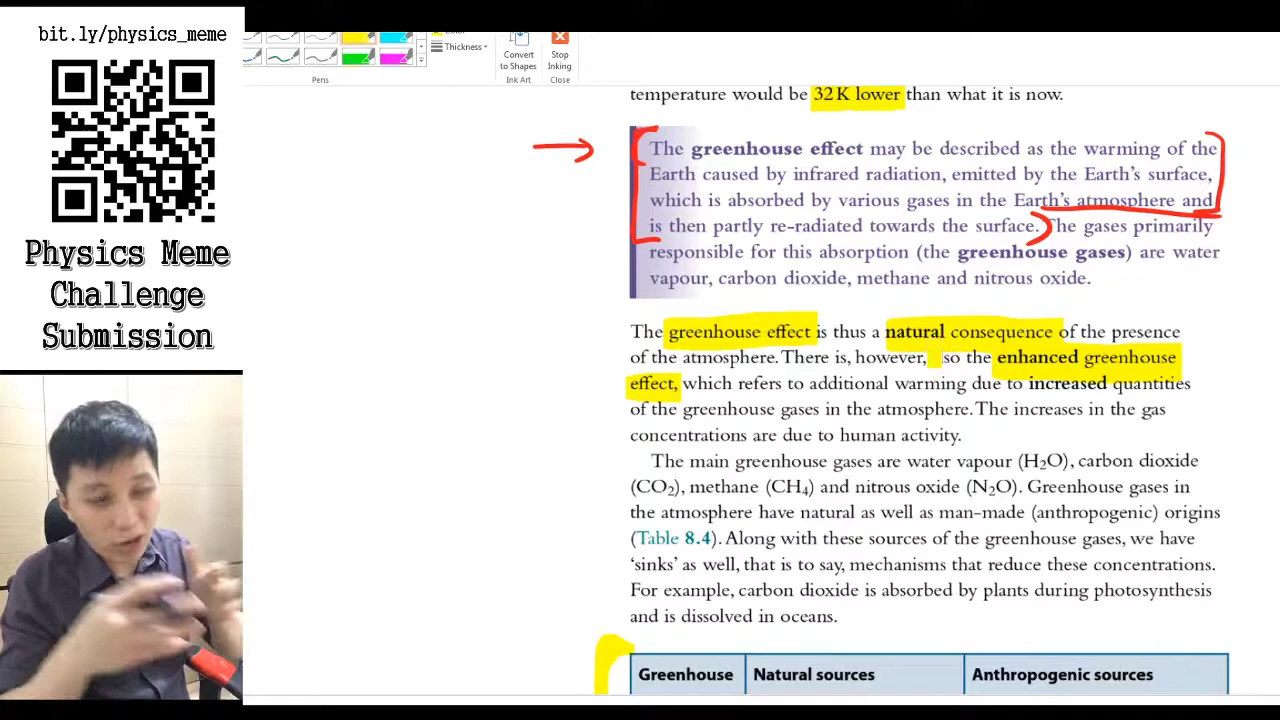 bit.ly/physics_meme
Physics Meme
Challenge
Submission
Thickness
Pens
Convert
to Shapes
Ink Art
Stop
Inking
Close
temperature would be 32 K lower than what it is now.
The greenhouse effect may be described as the warming of the
Earth caused by infrared radiation, emitted by the Earth's surface,
which is absorbed by various gases in the Earth's atmosphere and
is then partly re-radiated towards the surface. The gases primarily
responsible for this absorption (the greenhouse gases) are water
vapour, carbon dioxide, methane and nitrous oxide.
The greenhouse effect is thus a natural consequence of the presence
of the atmosphere. There is, however, so the enhanced greenhouse
effect, which refers to additional warming due to increased quantities
of the greenhouse gases in the atmosphere. The increases in the gas
concentrations are due to human activity.
The main greenhouse gases are water vapour (H2O), carbon dioxide
(CO2), methane (CH4) and nitrous oxide (N2O). Greenhouse gases in
the atmosphere have natural as well as man-made (anthropogenic) origins
(Table 8.4). Along with these sources of the greenhouse gases, we have
‘sinks’ as well, that is to say, mechanisms that reduce these concentrations.
For example, carbon dioxide is absorbed by plants during photosynthesis
and is dissolved in oceans.
Greenhouse Natural sources Anthropogenic sources